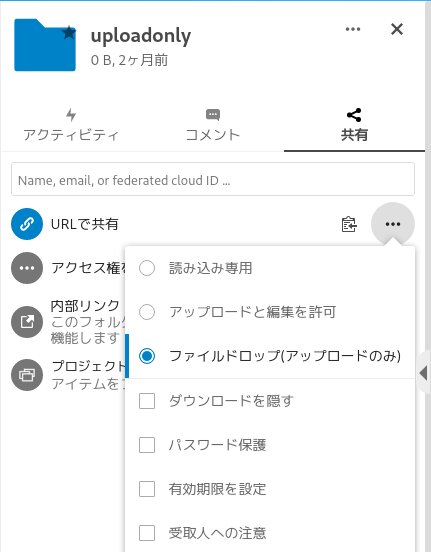 uploadonly
0 B, 2ヶ月前
アクティビティ
コメント
共有
Name, email, or federated cloud ID ...
URLで共有
アクセス権を
内部リンク
このフォルダ
機能します
プロジェクト
アイテムを
読み込み専用
アップロードと編集を許可
ファイルドロップ(アップロードのみ)
ダウンロードを隠す
パスワード保護
有効期限を設定
受取人への注意